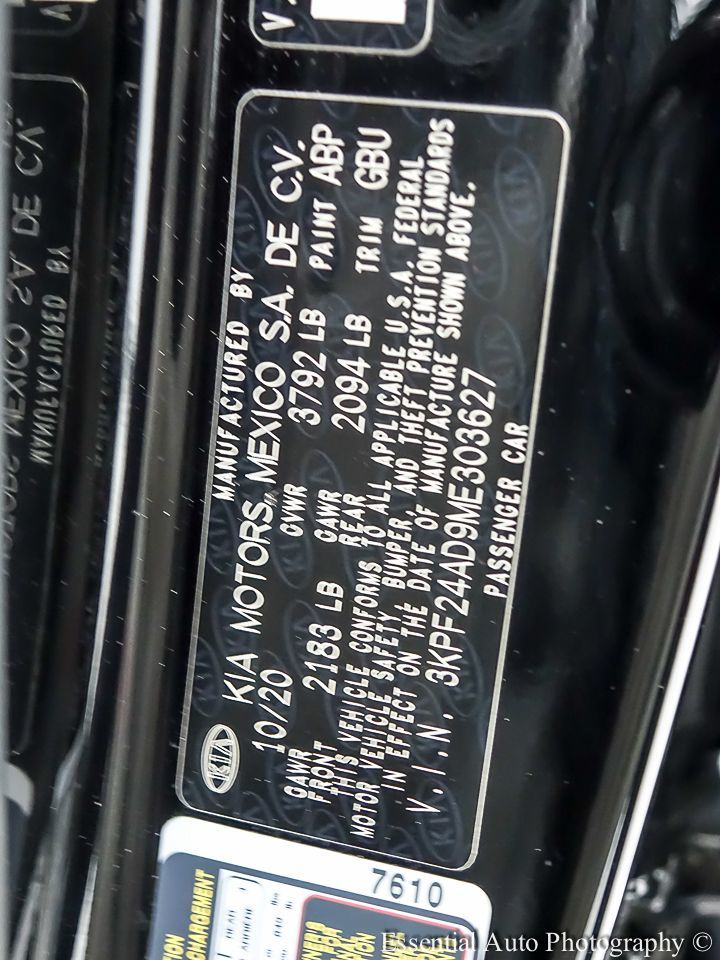 MANUFACTURED BY
KIA MOTORS MEXICO S.A. DE C.V.
10/20 GVWR 3792 LB PAINT ABP
GAWR FRONT 2183 LB GAWR REAR 2094 LB TRIM GBU
THIS VEHICLE CONFORMS TO ALL APPLICABLE U.S.A. FEDERAL
MOTOR VEHICLE SAFETY, BUMPER, AND THEFT PREVENTION STANDARDS
IN EFFECT ON THE DATE OF MANUFACTURE SHOWN ABOVE.
V.I.N. 3KPF24AD9ME303627
PASSENGER CAR
KIA
7610
REAR
Essential Auto Photography ©